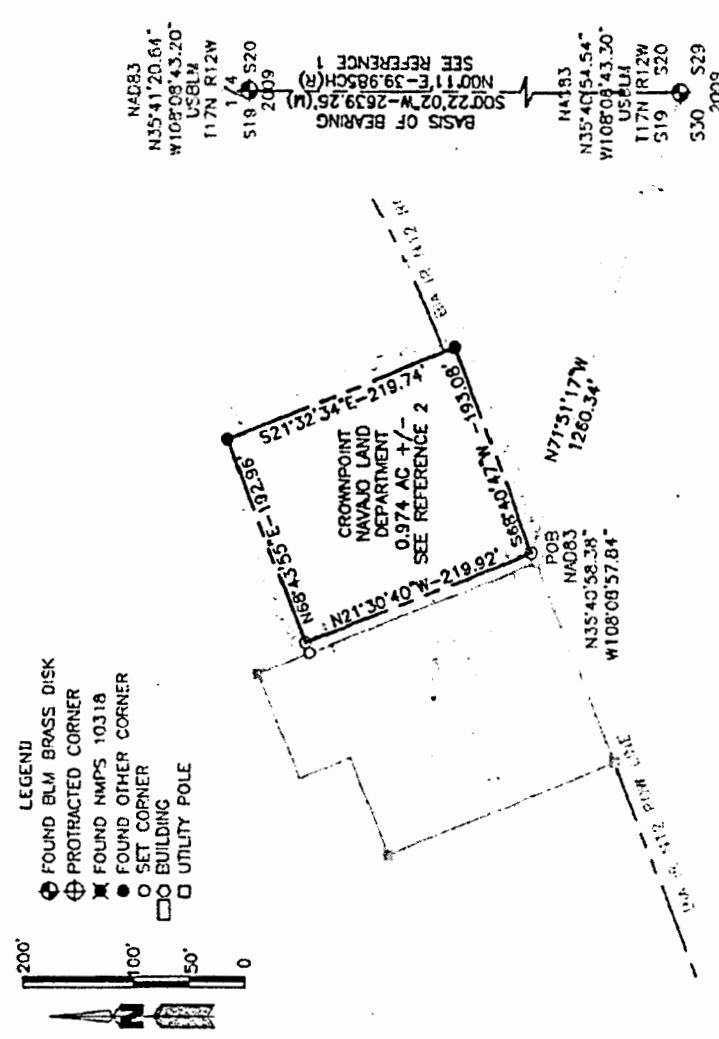 LEGEND
FOUND BLM BRASS DISK
PROTRACTED CORNER
FOUND NMPS 10318
FOUND OTHER CORNER
SET CORNER
BUILDING
UTILITY POLE
200'
100'
50'
0
N
NAD83
N35°41'20.64"
W108°08'43.20"
USBLM
T17N R12W
1/4
S19 S20
2009
BASIS OF BEARING
S00°22'02"W-2639.26'(M)
N00°11'E-39.985CH(R)
SEE REFERENCE 1
NAD83
N35°40'54.54"
W108°08'43.30"
USBLM
T17N R12W
S19 S20
S30 S29
2009
N68°43'55"E-192.96'
S21°32'34"E-219.74'
S68°40'47"W-193.08'
N21°30'40"W-219.92'
CROWNPOINT
NAVAJO LAND
DEPARTMENT
0.974 AC +/-
SEE REFERENCE 2
POB
NAD83
N35°40'58.38"
W108°08'57.84"
N71°51'17"W
1260.34'
N12
N12 ROW LINE